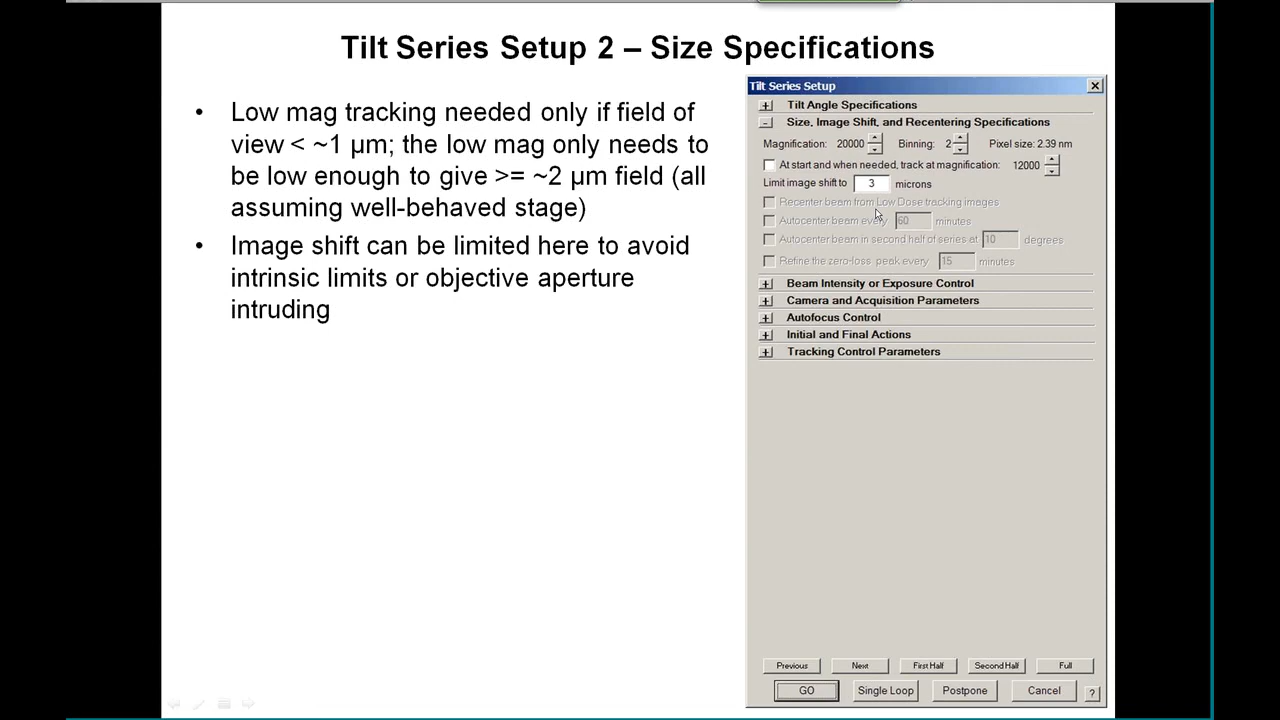 Tilt Series Setup 2 – Size Specifications
• Low mag tracking needed only if field of
view < ~1 µm; the low mag only needs to
be low enough to give >= ~2 µm field (all
assuming well-behaved stage)
• Image shift can be limited here to avoid
intrinsic limits or objective aperture
intruding
Tilt Series Setup
+ Tilt Angle Specifications
- Size, Image Shift, and Recentering Specifications
Magnification: 20000 Binning: 2 Pixel size: 2.39 nm
At start and when needed, track at magnification: 12000
Limit image shift to 3 microns
Recenter beam from Low Dose tracking images
Autocenter beam every 60 minutes
Autocenter beam in second half of series at 10 degrees
Refine the zero-loss peak every 15 minutes
+ Beam Intensity or Exposure Control
+ Camera and Acquisition Parameters
+ Autofocus Control
+ Initial and Final Actions
+ Tracking Control Parameters
Previous Next First Half Second Half Full
GO Single Loop Postpone Cancel ?